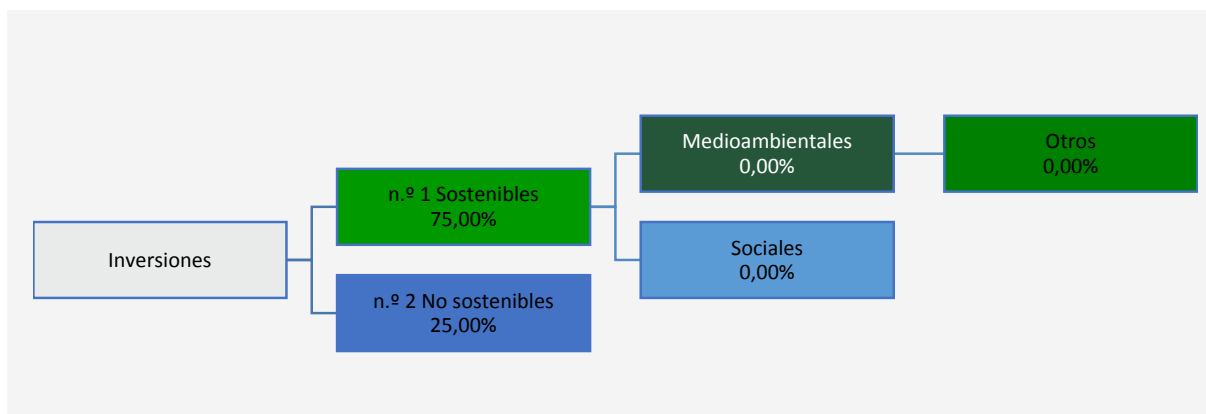 Inversiones
n.º 1 Sostenibles
75,00%
n.º 2 No sostenibles
25,00%
Medioambientales
0,00%
Sociales
0,00%
Otros
0,00%